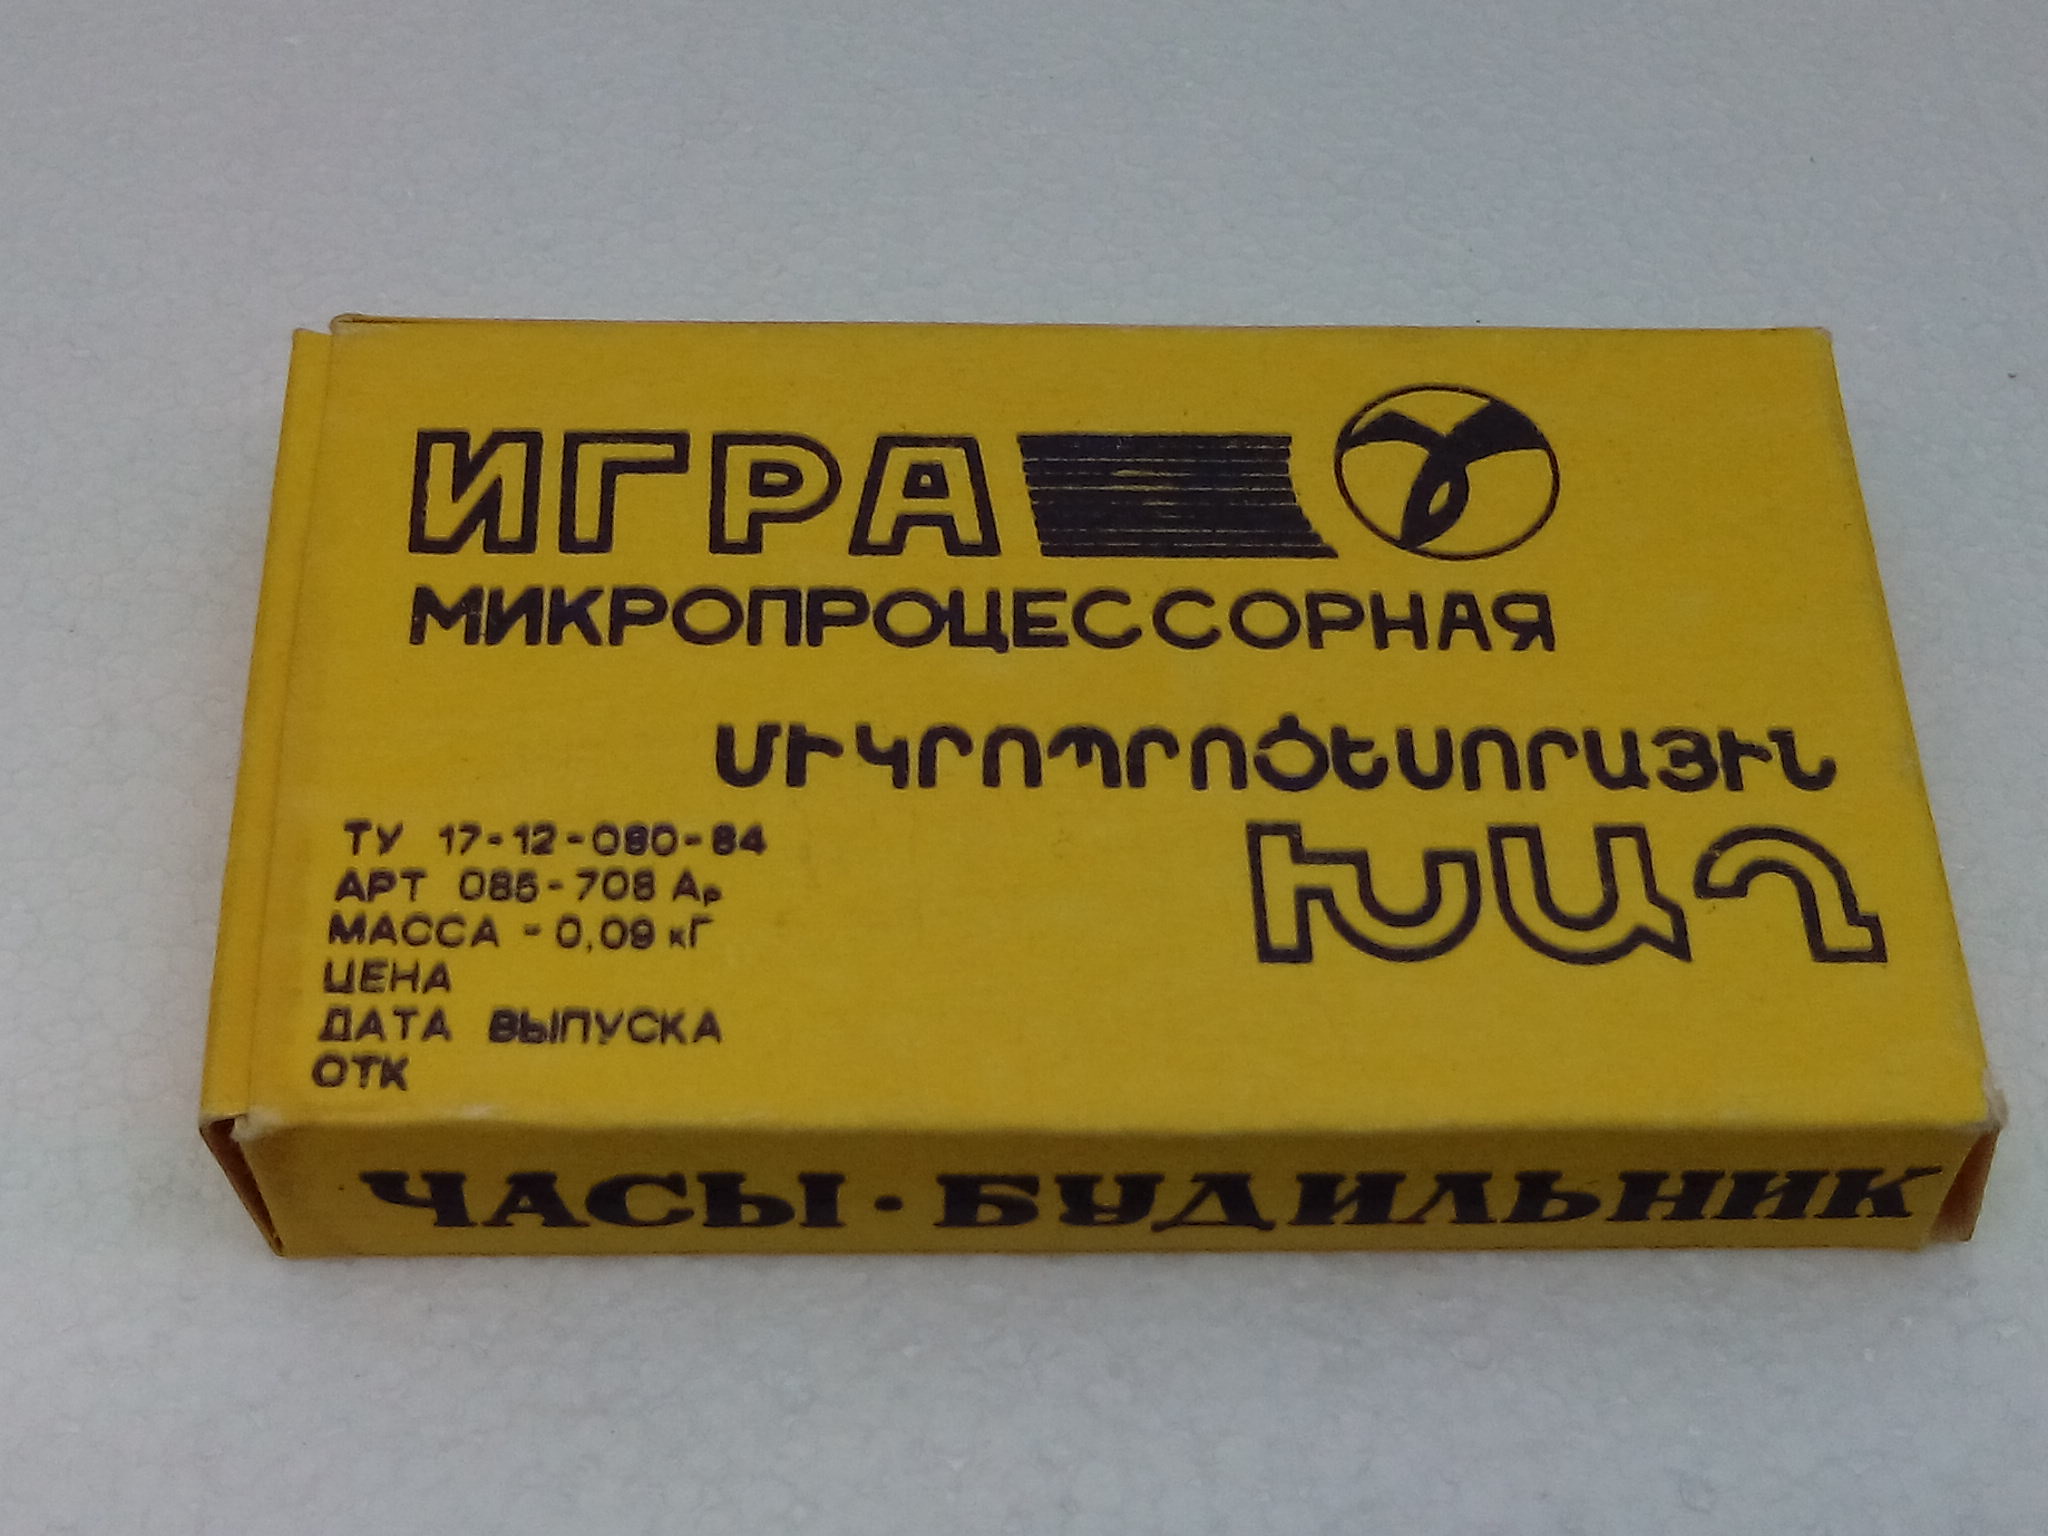 ИГРА
МИКРОПРОЦЕССОРНАЯ
ՄԻԿՐՈՊՐՈՑԵՍՈՐԱՅԻՆ
ԽԱՂ
ТУ 17-12-080-84
АРТ 085-708 Ар
МАССА - 0,09 кГ
ЦЕНА
ДАТА ВЫПУСКА
ОТК
ЧАСЫ · БУДИЛЬНИК